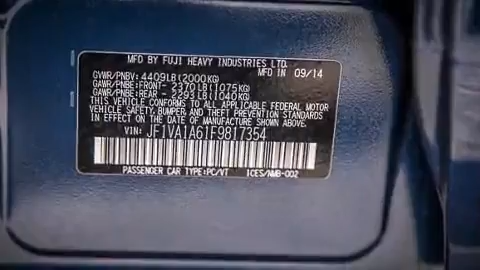 MFD BY FUJI HEAVY INDUSTRIES LTD.
MFD IN 09/14
GVWR/PNBV: 4409LB(2000KG)
GAWR/PNBE:FRONT- 2370LB(1075KG)
GAWR/PNBE:REAR - 2293LB(1040KG)
THIS VEHICLE CONFORMS TO ALL APPLICABLE FEDERAL MOTOR
VEHICLE SAFETY, BUMPER, AND THEFT PREVENTION STANDARDS
IN EFFECT ON THE DATE OF MANUFACTURE SHOWN ABOVE.
VIN: JF1VA1A61F9817354
PASSENGER CAR TYPE:PC/VT ICES/NMB-002